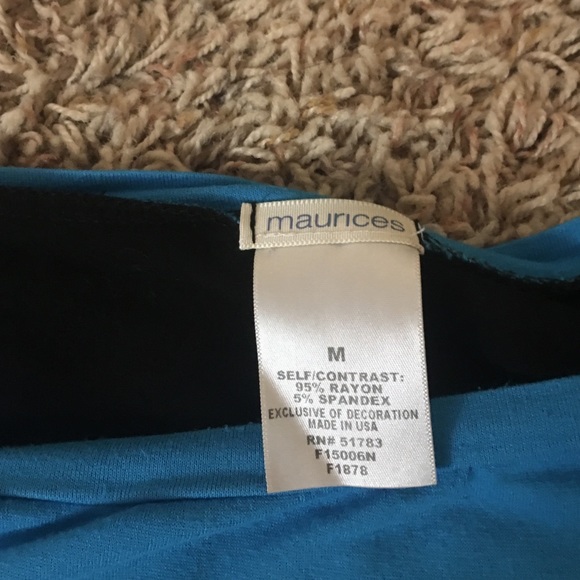 maurices
M
SELF/CONTRAST:
95% RAYON
5% SPANDEX
EXCLUSIVE OF DECORATION
MADE IN USA
RN# 51783
F15006N
F1878